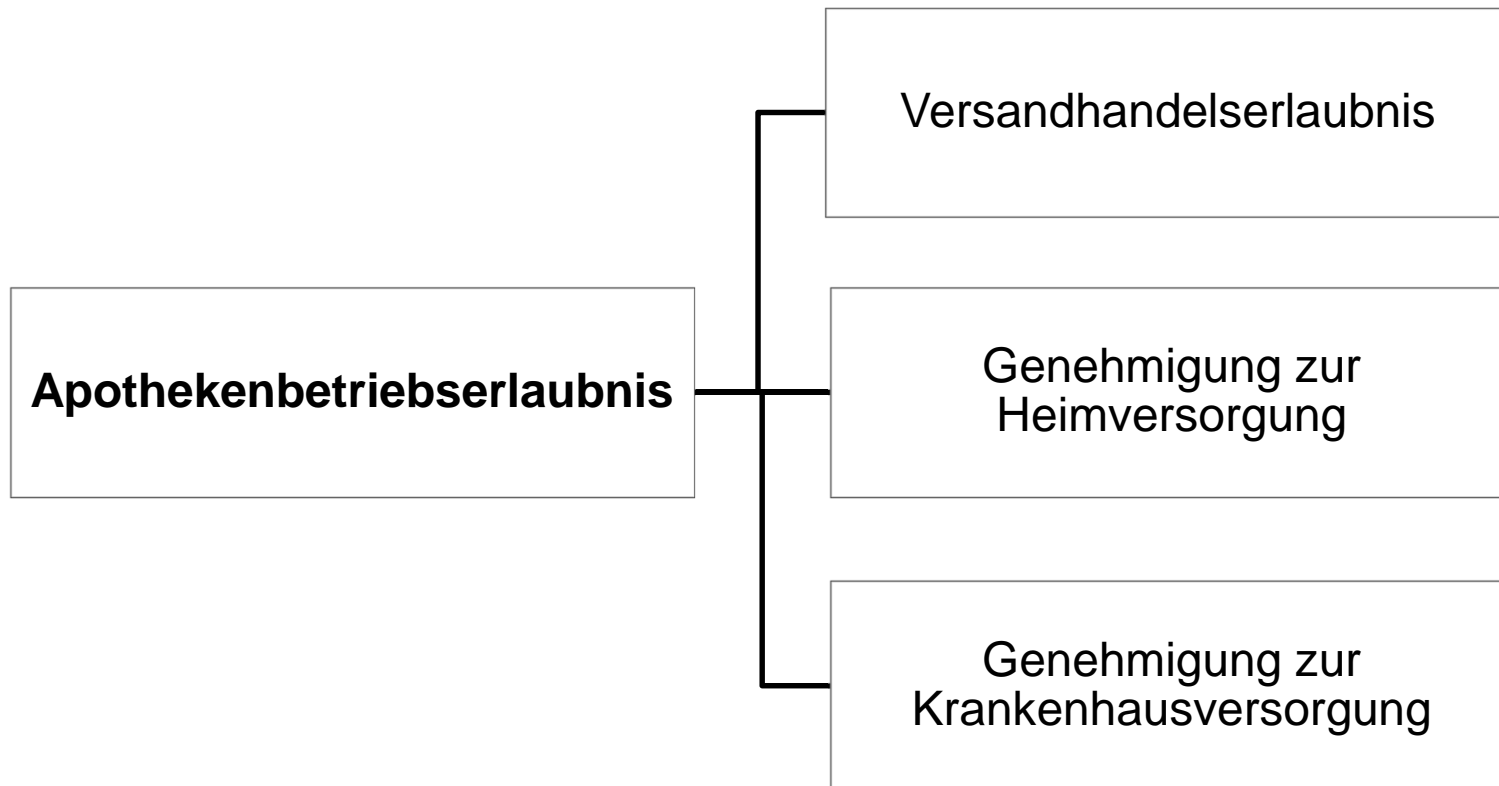 Versandhandelserlaubnis
Apothekenbetriebserlaubnis
Genehmigung zur
Heimversorgung
Genehmigung zur
Krankenhausversorgung